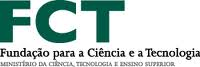 FCT
Fundação para a Ciência e a Tecnologia
MINISTÉRIO DA CIÊNCIA, TECNOLOGIA E ENSINO SUPERIOR